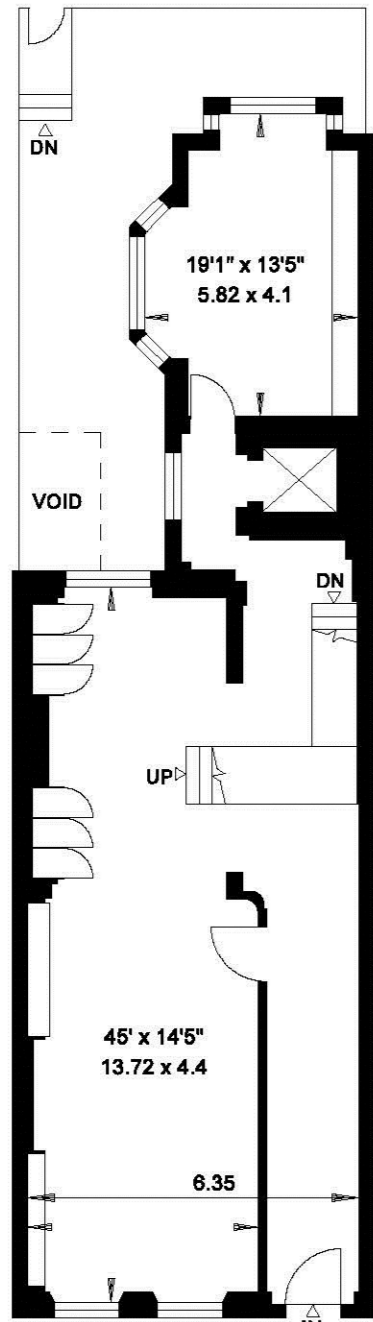 DN
19'1" x 13'5"
5.82 x 4.1
VOID
DN
UP
45' x 14'5"
13.72 x 4.4
6.35